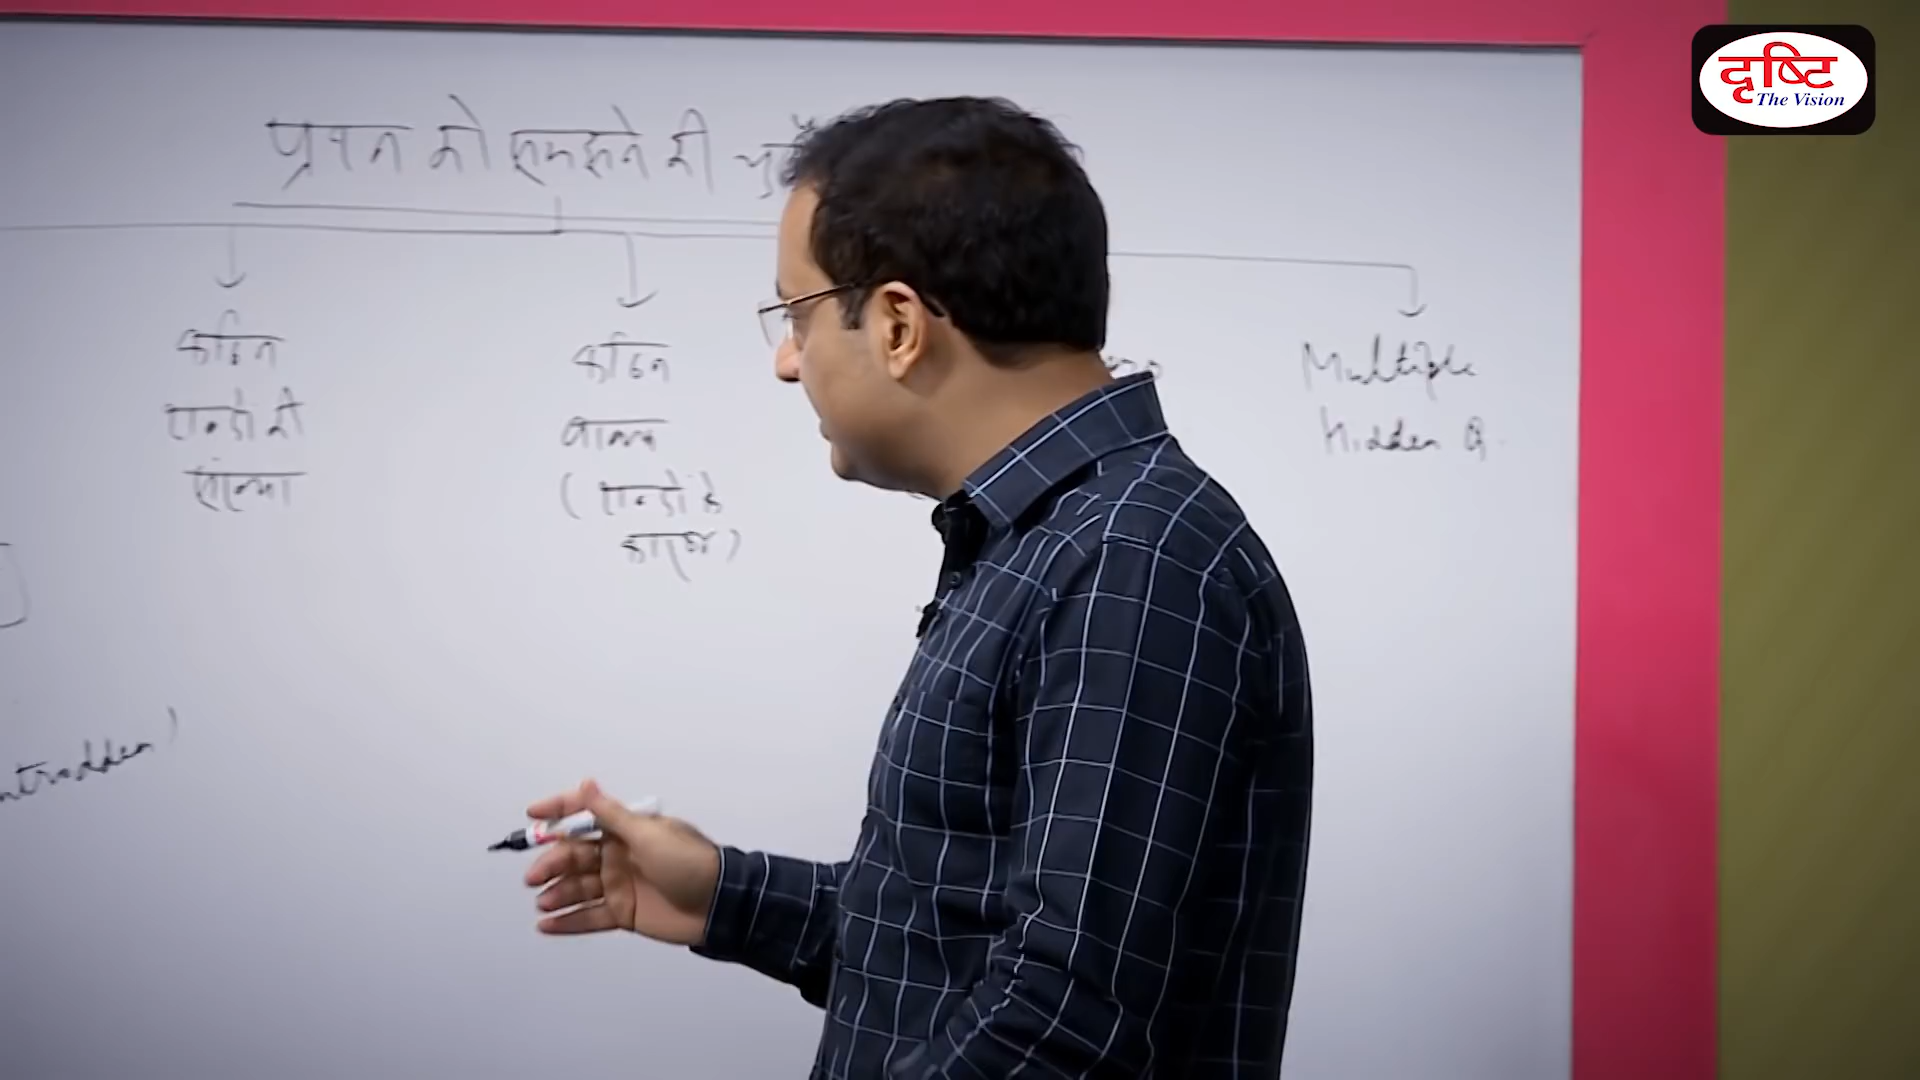 दृष्टि
The Vision
प्रश्न को समझने की
कठिन
शब्दों की
संख्या
कठिन
वाक्य
(शब्दों के
कारण)
Multiple
Hidden Q.